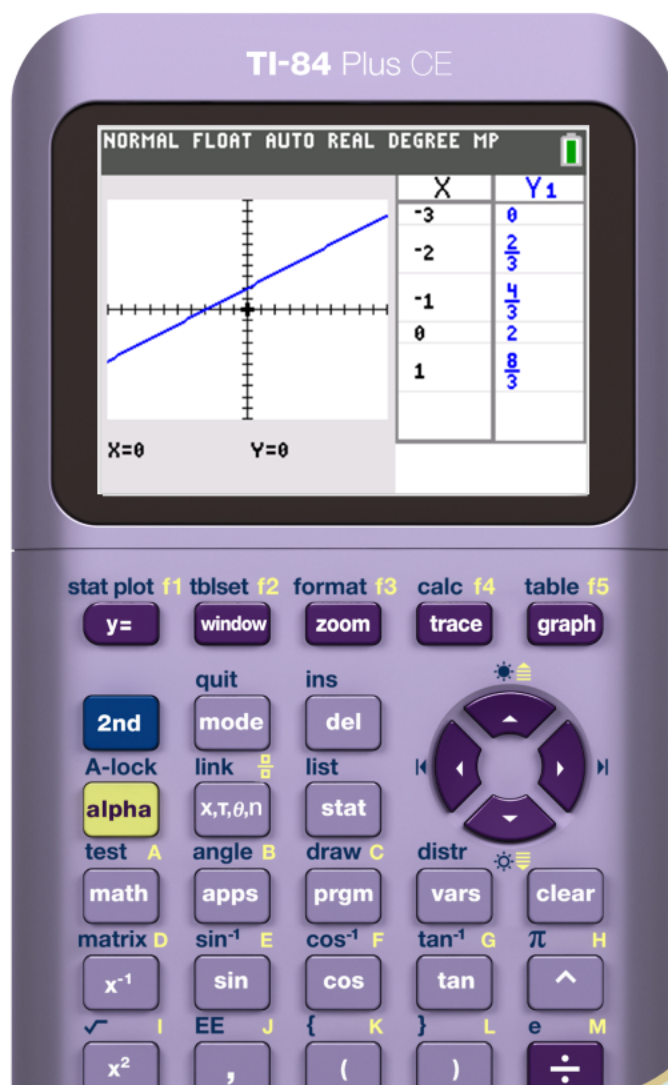 TI-84 Plus CE
NORMAL FLOAT AUTO REAL DEGREE MP
X Y1
-3 0
-2 2/3
-1 4/3
0 2
1 8/3
X=0 Y=0
stat plot f1 tblset f2 format f3 calc f4 table f5
y= window zoom trace graph
quit ins
2nd mode del
A-lock link list
alpha X,T,θ,n stat
test A angle B draw C distr
math apps prgm vars clear
matrix D sin-1 E cos-1 F tan-1 G π H
x-1 sin cos tan ^
√ I EE J { K } L e M
x² , ( ) ÷